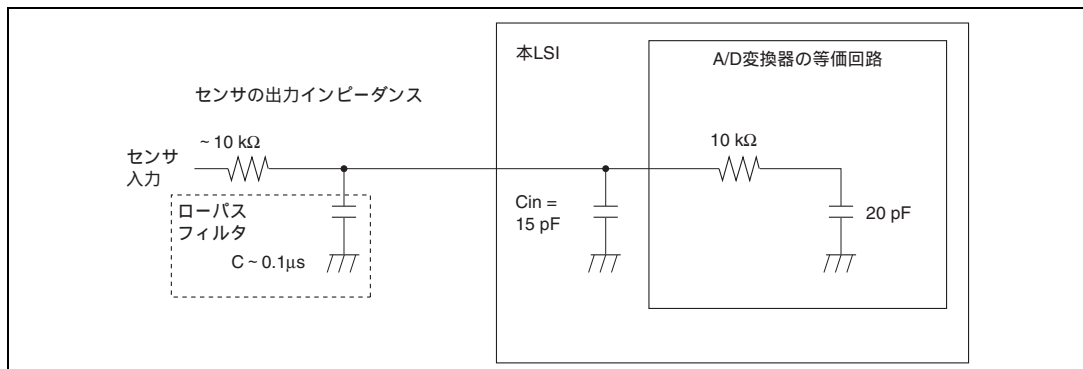 本LSI
A/D変換器の等価回路
センサの出力インピーダンス
~ 10 kΩ
10 kΩ
センサ
入力
ローパス
フィルタ
C ~ 0.1μs
Cin =
15 pF
20 pF